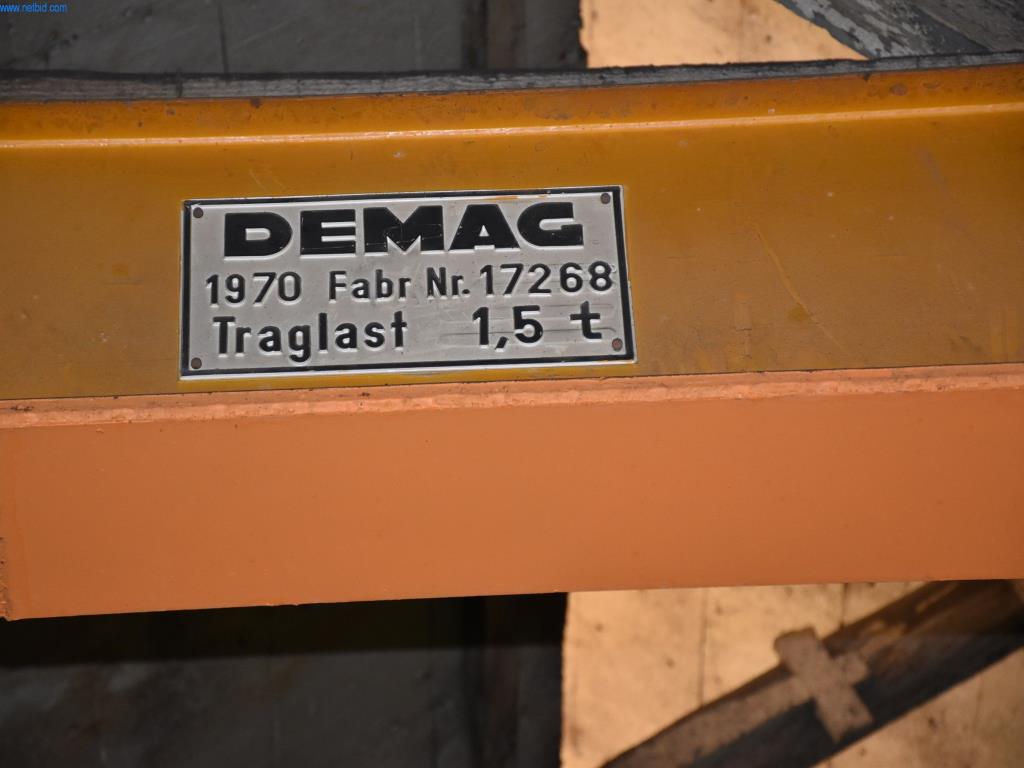 www.netbid.com
DEMAG
1970 Fabr Nr. 17268
Traglast 1,5 t